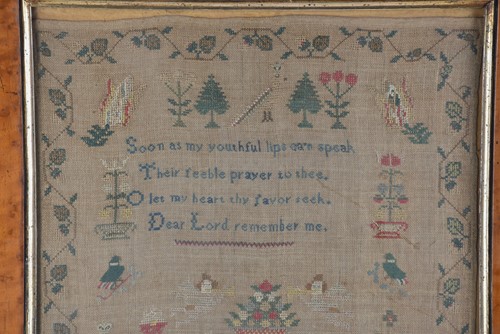 Soon as my youthful lips can speak
Their feeble prayer to thee.
O let my heart thy favor seek.
Dear Lord remember me.